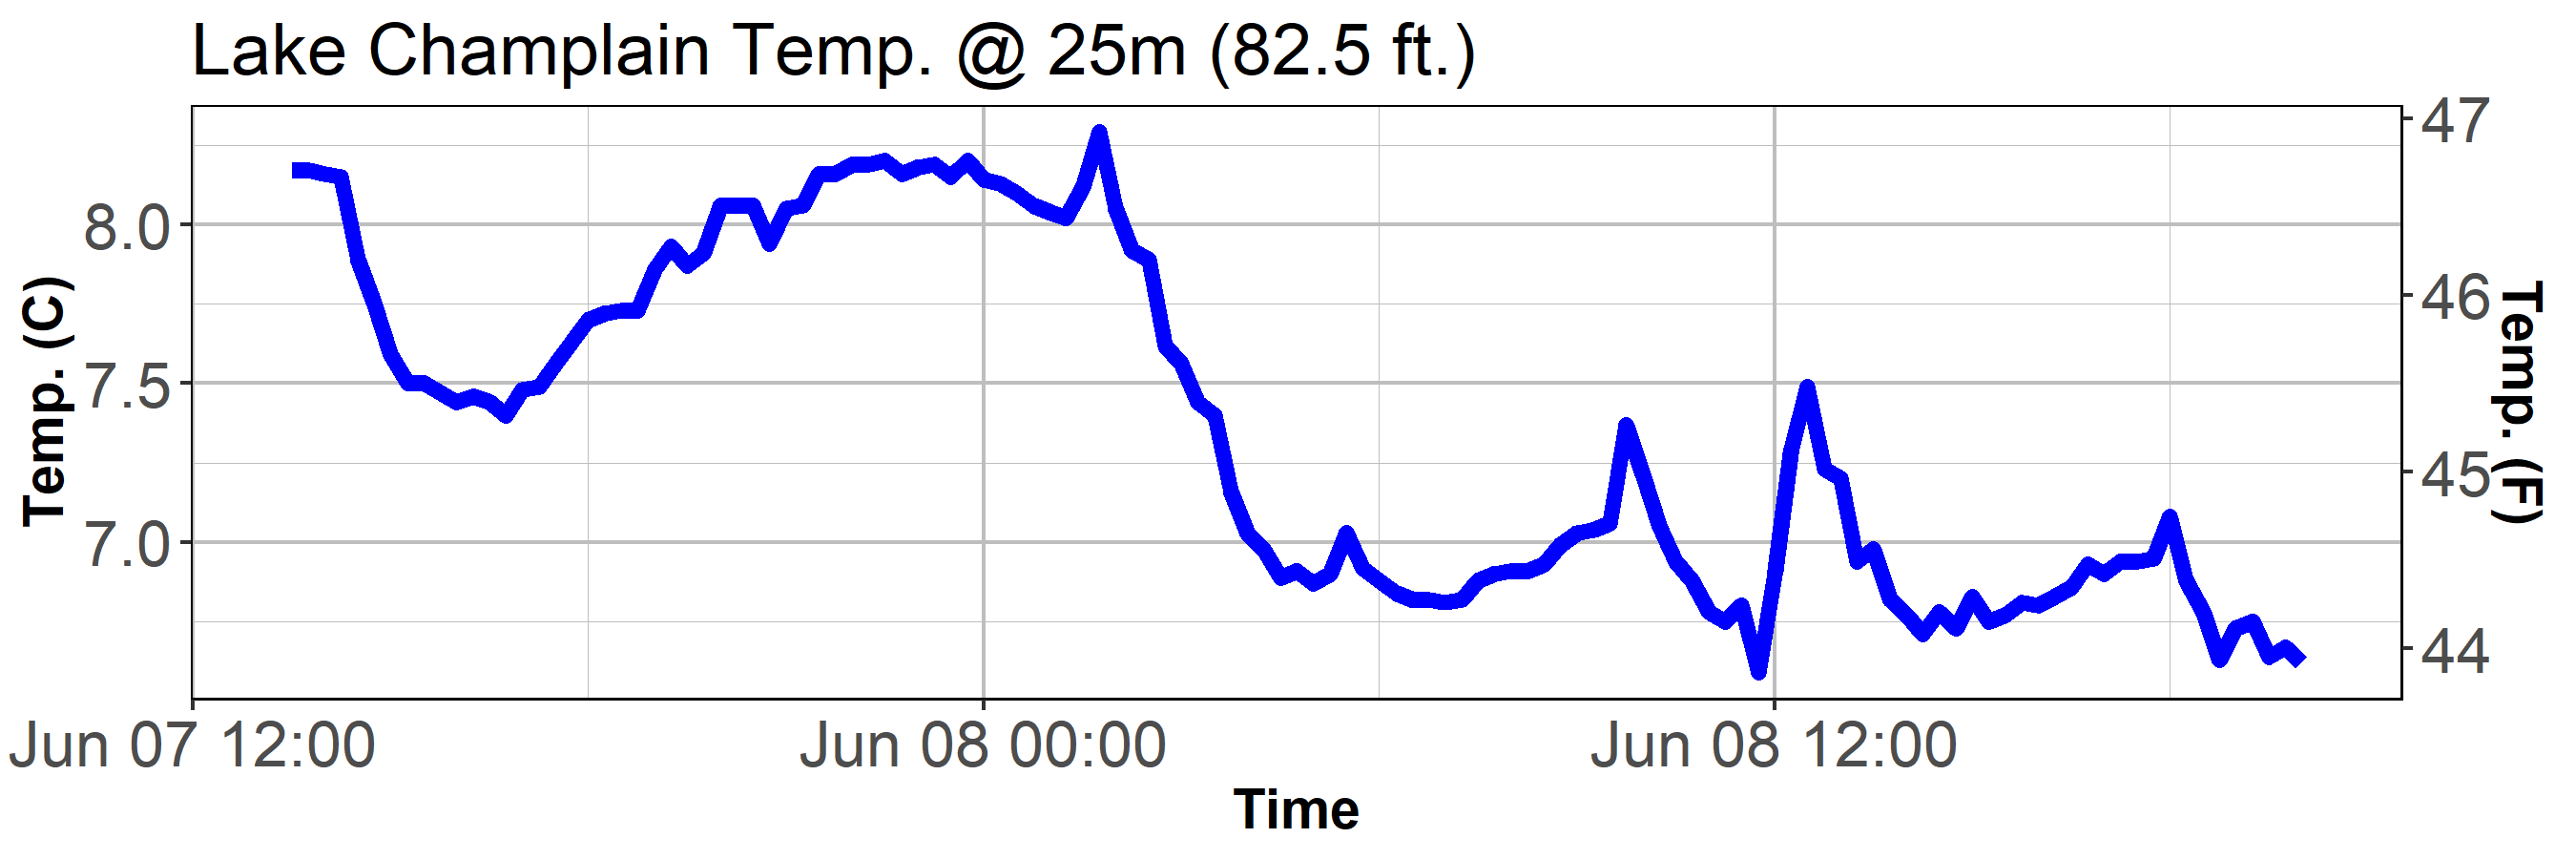 Lake Champlain Temp. @ 25m (82.5 ft.)
Temp. (C)
8.0
7.5
7.0
47
46
45
44
Temp. (F)
Jun 07 12:00
Jun 08 00:00
Jun 08 12:00
Time